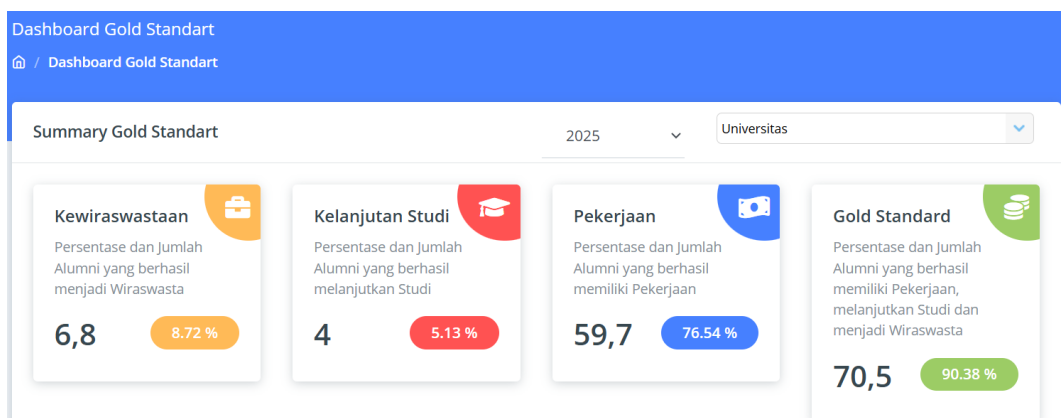 Dashboard Gold Standart
/ Dashboard Gold Standart
Summary Gold Standart
2025
Universitas
Kewiraswastaan
Persentase dan Jumlah
Alumni yang berhasil
menjadi Wiraswasta
6,8
8.72 %
Kelanjutan Studi
Persentase dan Jumlah
Alumni yang berhasil
melanjutkan Studi
4
5.13 %
Pekerjaan
Persentase dan Jumlah
Alumni yang berhasil
memiliki Pekerjaan
59,7
76.54 %
Gold Standard
Persentase dan Jumlah
Alumni yang berhasil
memiliki Pekerjaan,
melanjutkan Studi dan
menjadi Wiraswasta
70,5
90.38 %